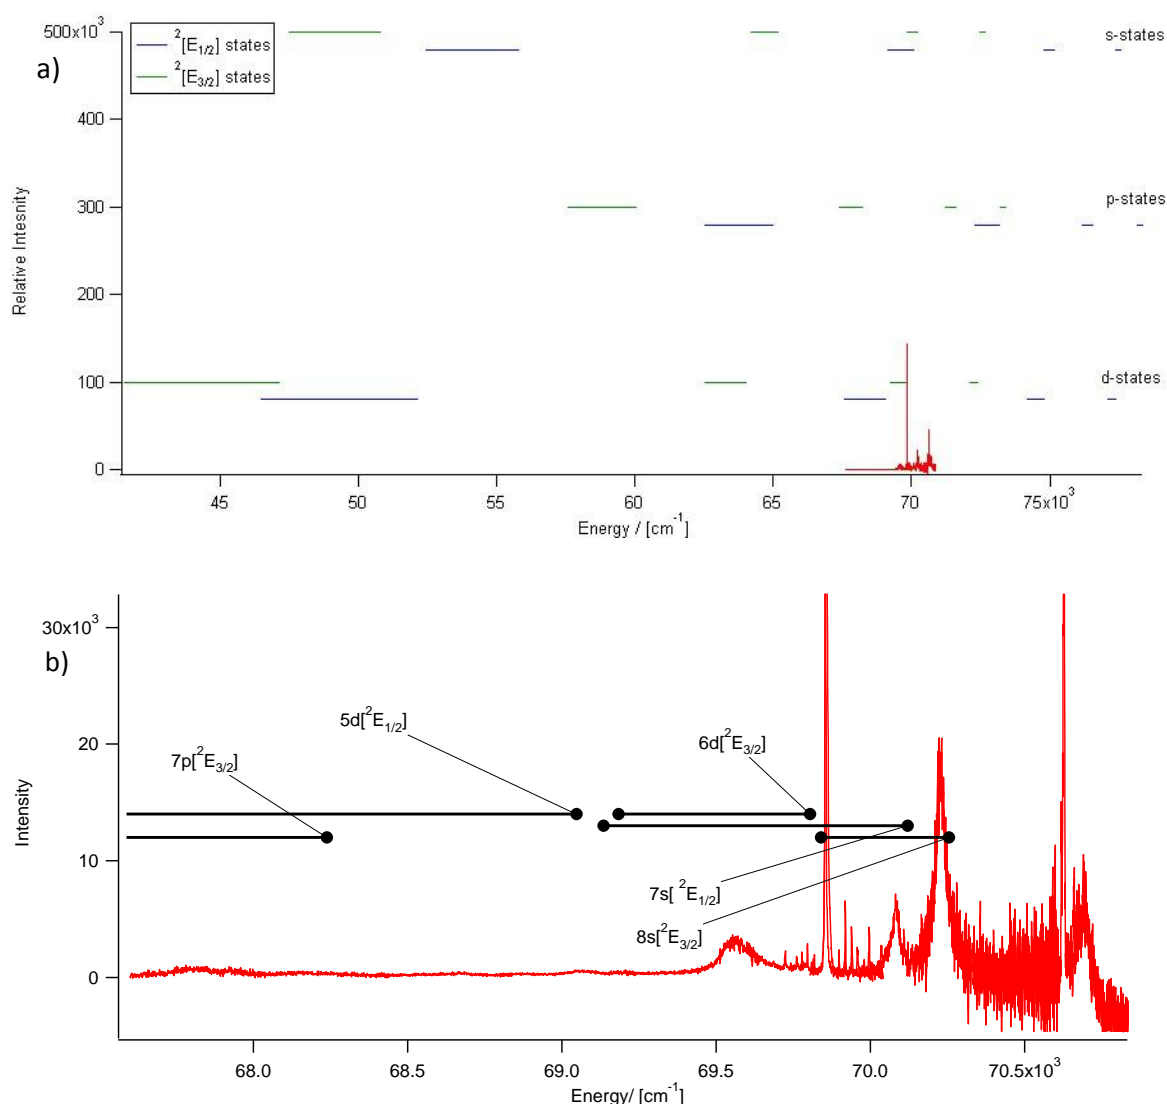 a)
²[E₁/₂] states
²[E₃/₂] states
500x10³
400
300
200
100
0
Relative Intesnity
s-states
p-states
d-states
45
50
55
60
65
70
75x10³
Energy / [cm⁻¹]
b)
30x10³
20
10
0
Intensity
5d[²E₁/₂]
7p[²E₃/₂]
6d[²E₃/₂]
7s[ ²E₁/₂]
8s[²E₃/₂]
68.0
68.5
69.0
69.5
70.0
70.5x10³
Energy/ [cm⁻¹]